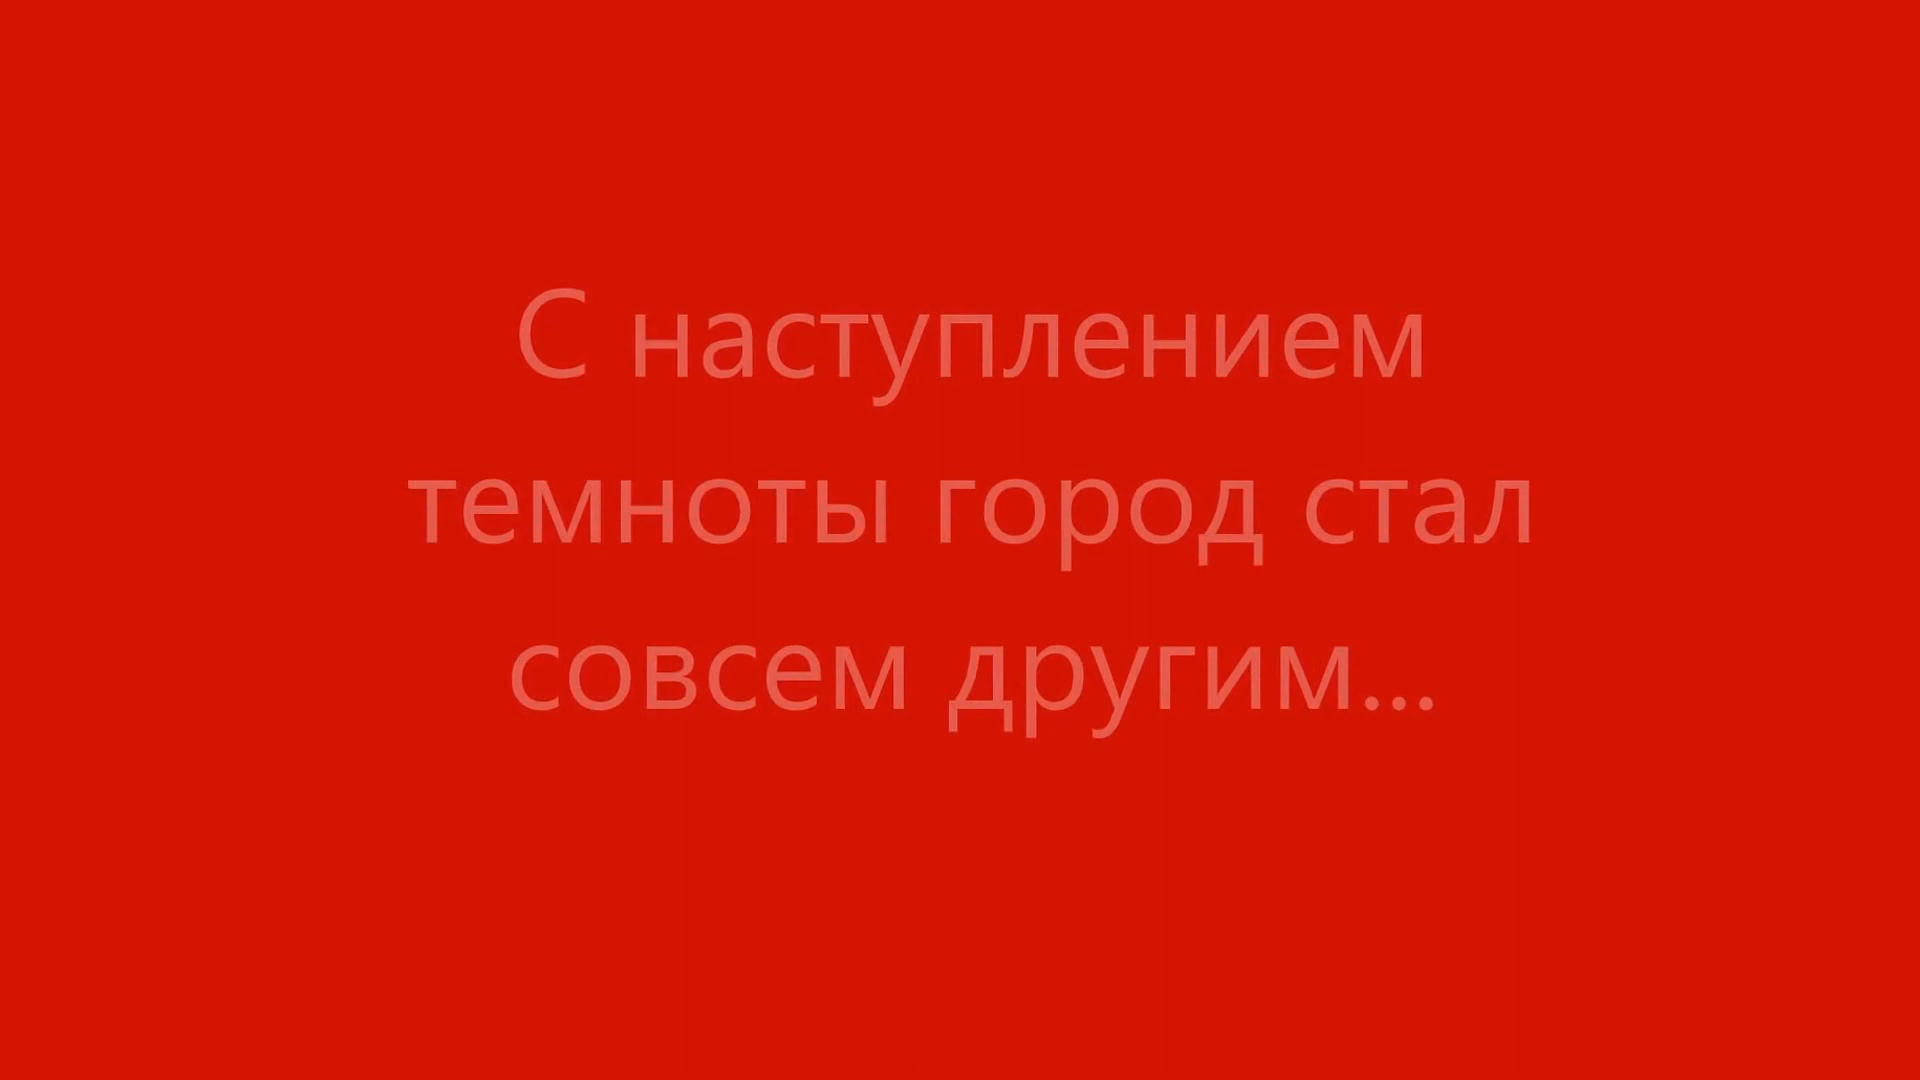 С наступлением
темноты город стал
совсем другим...